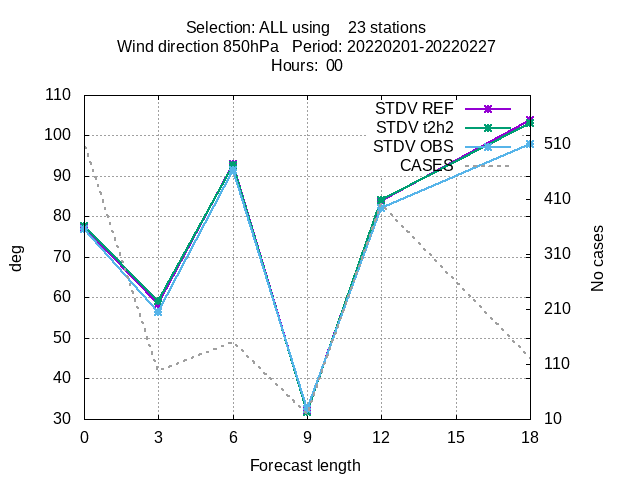 Selection: ALL using    23 stations
Wind direction 850hPa   Period: 20220201-20220227
Hours:  00
110
100
90
80
70
60
50
40
30
deg
STDV REF
STDV t2h2
STDV OBS
CASES
510
410
310
210
110
10
No cases
0
3
6
9
12
15
18
Forecast length